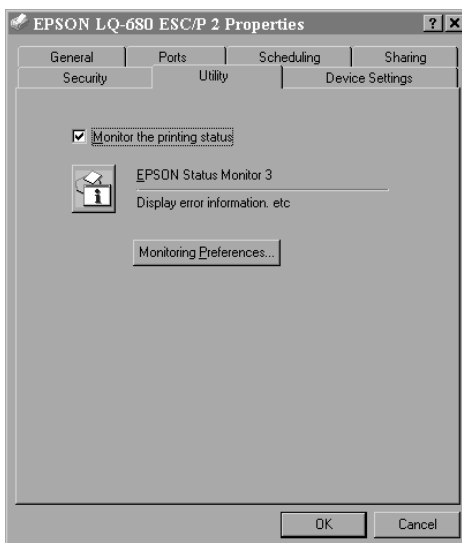 EPSON LQ-680 ESC/P 2 Properties
General Ports Scheduling Sharing
Security Utility Device Settings
Monitor the printing status
EPSON Status Monitor 3
Display error information. etc
Monitoring Preferences...
OK Cancel